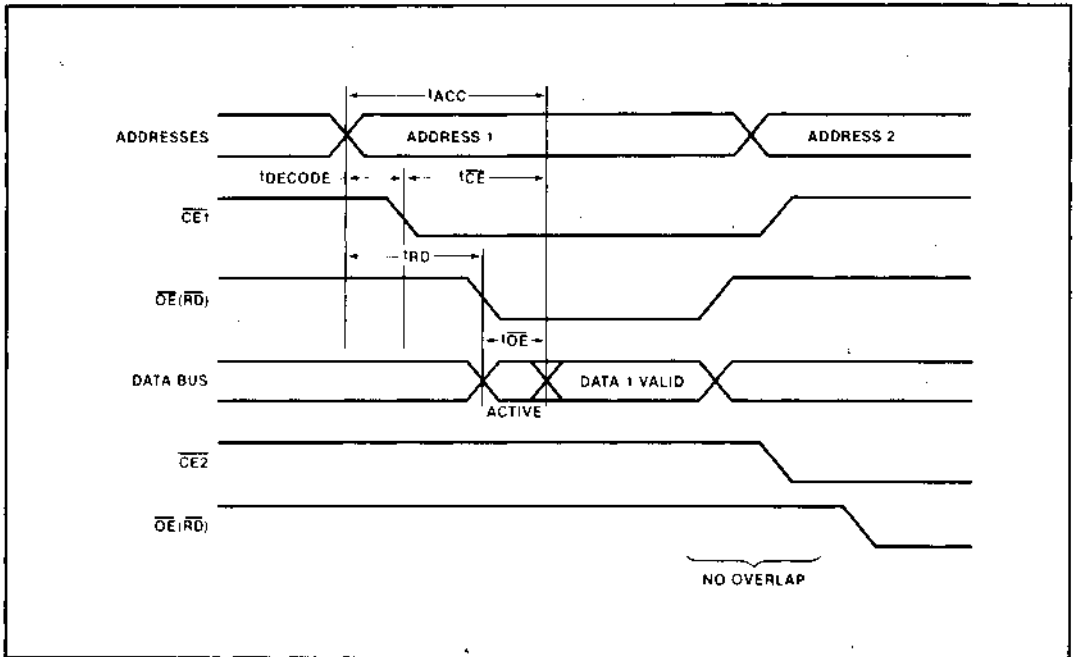 tACC
ADDRESSES ADDRESS 1 ADDRESS 2
tDECODE tCE
CE1
tRD
OE(RD)
tOE
DATA BUS DATA 1 VALID
ACTIVE
CE2
OE(RD)
NO OVERLAP